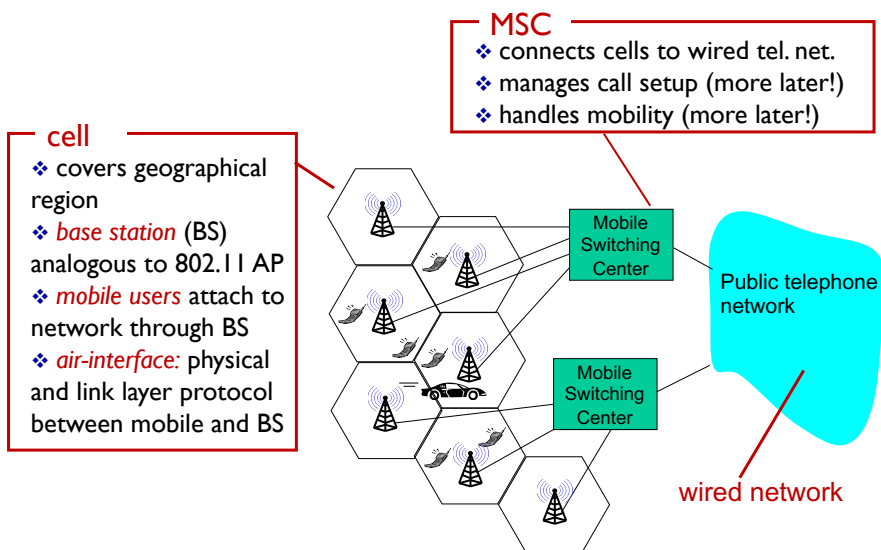 MSC
❖ connects cells to wired tel. net.
❖ manages call setup (more later!)
❖ handles mobility (more later!)
cell
❖ covers geographical
region
❖ base station (BS)
analogous to 802.11 AP
❖ mobile users attach to
network through BS
❖ air-interface: physical
and link layer protocol
between mobile and BS
Mobile
Switching
Center
Public telephone
network
Mobile
Switching
Center
wired network